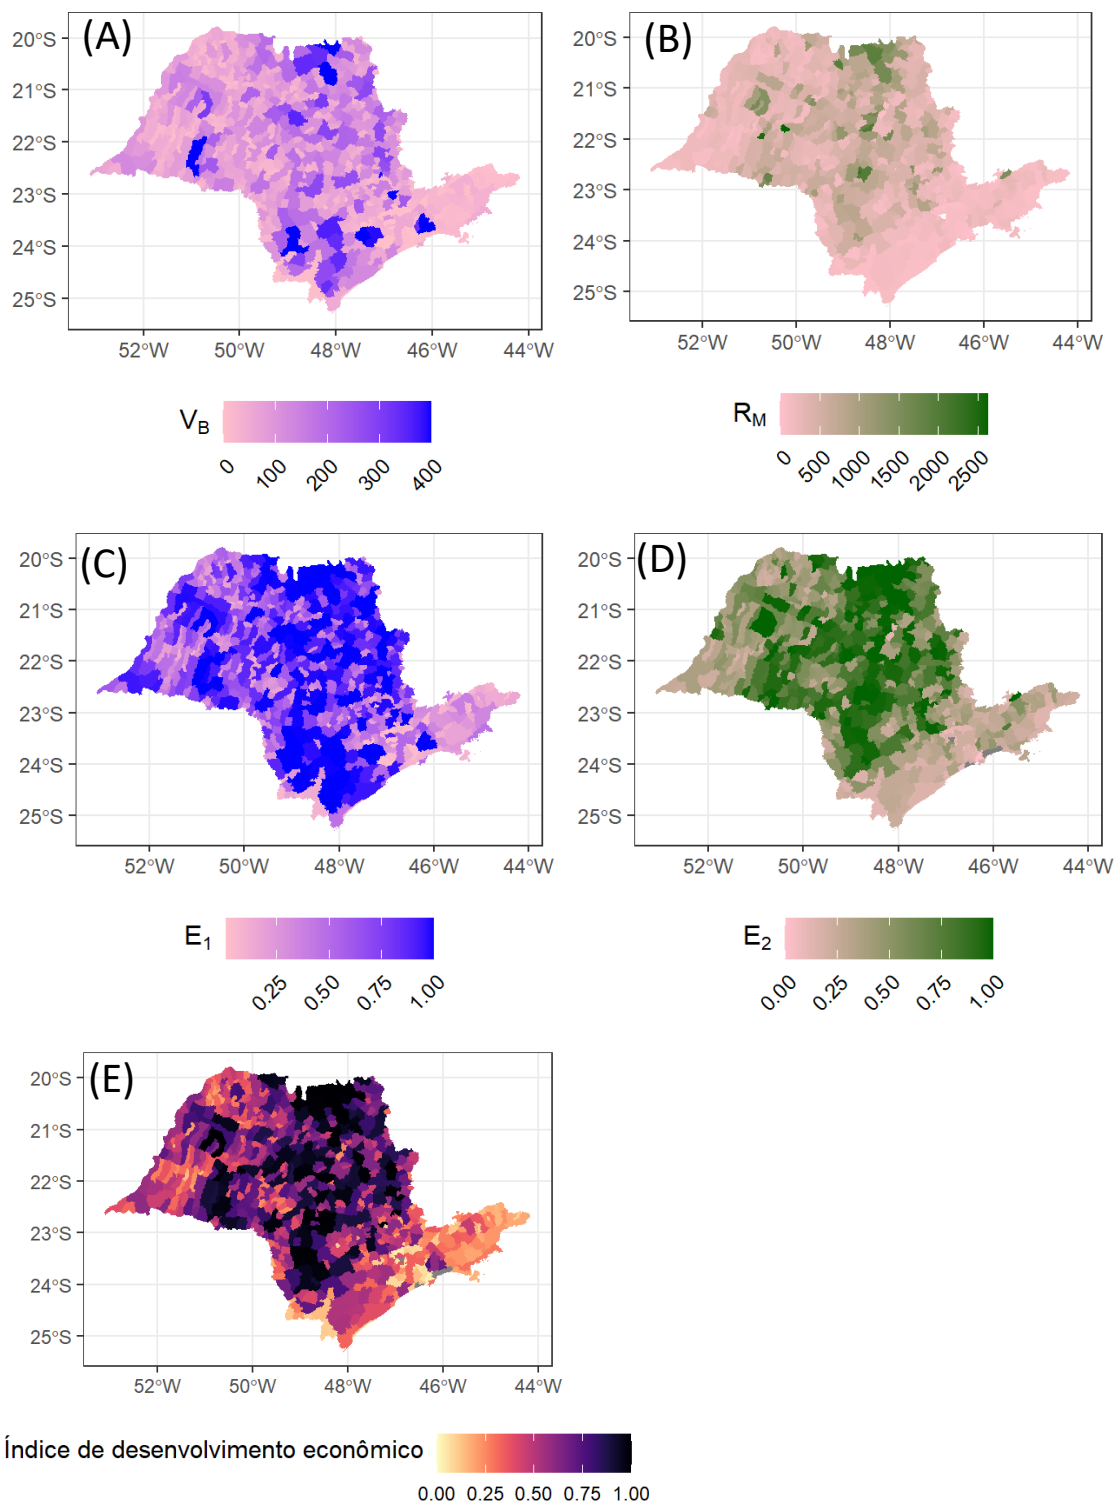 (A)
20°S
21°S
22°S
23°S
24°S
25°S
52°W 50°W 48°W 46°W 44°W
V_B
0 100 200 300 400
(B)
20°S
21°S
22°S
23°S
24°S
25°S
52°W 50°W 48°W 46°W 44°W
R_M
0 500 1000 1500 2000 2500
(C)
20°S
21°S
22°S
23°S
24°S
25°S
52°W 50°W 48°W 46°W 44°W
E₁
0.25 0.50 0.75 1.00
(D)
20°S
21°S
22°S
23°S
24°S
25°S
52°W 50°W 48°W 46°W 44°W
E₂
0.00 0.25 0.50 0.75 1.00
(E)
20°S
21°S
22°S
23°S
24°S
25°S
52°W 50°W 48°W 46°W 44°W
Índice de desenvolvimento econômico
0.00 0.25 0.50 0.75 1.00